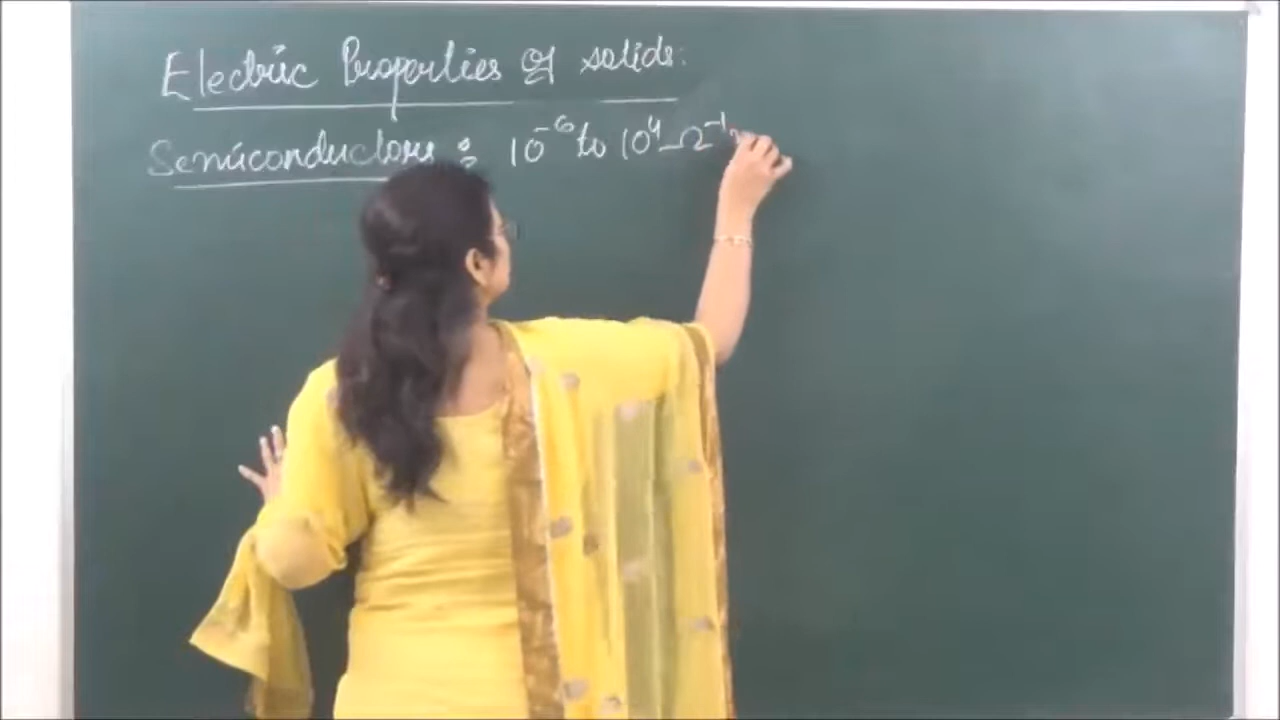 Electric Properties of solids:
Semiconductors : 10⁻⁶ to 10⁴ Ω⁻¹